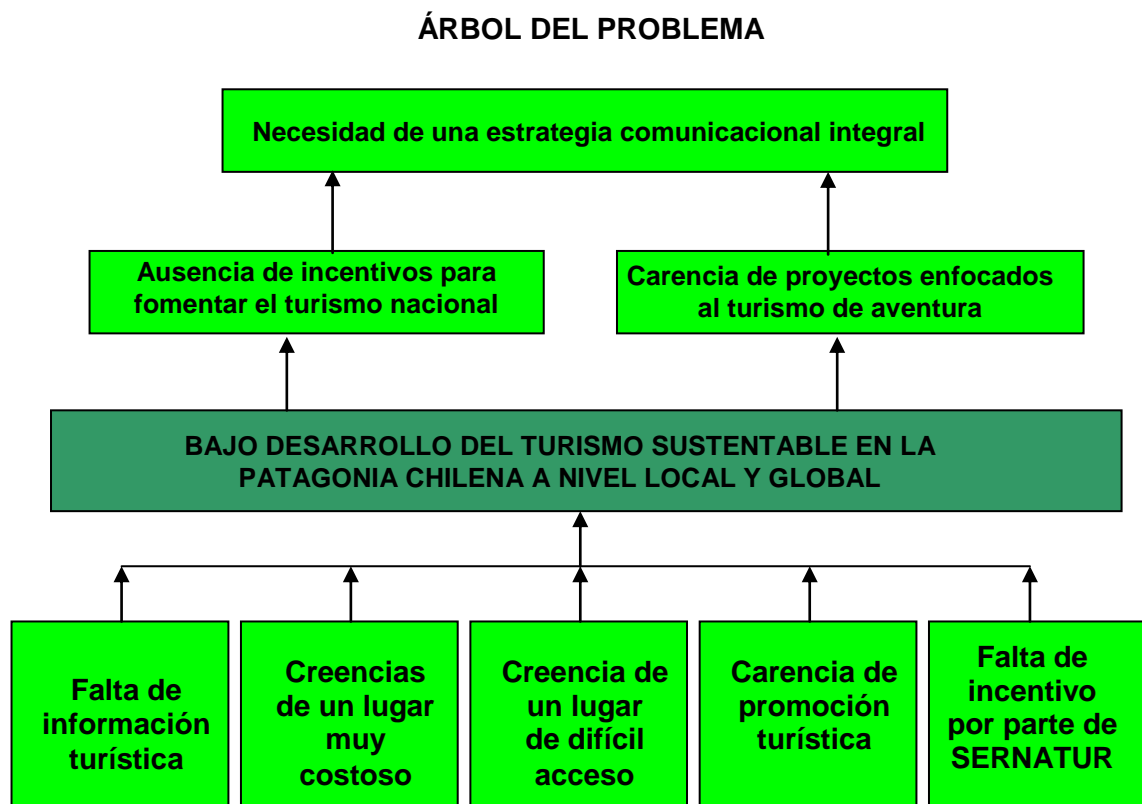 ÁRBOL DEL PROBLEMA
Necesidad de una estrategia comunicacional integral
Ausencia de incentivos para
fomentar el turismo nacional
Carencia de proyectos enfocados
al turismo de aventura
BAJO DESARROLLO DEL TURISMO SUSTENTABLE EN LA
PATAGONIA CHILENA A NIVEL LOCAL Y GLOBAL
Falta de
información
turística
Creencias
de un lugar
muy
costoso
Creencia de
un lugar
de difícil
acceso
Carencia de
promoción
turística
Falta de
incentivo
por parte de
SERNATUR